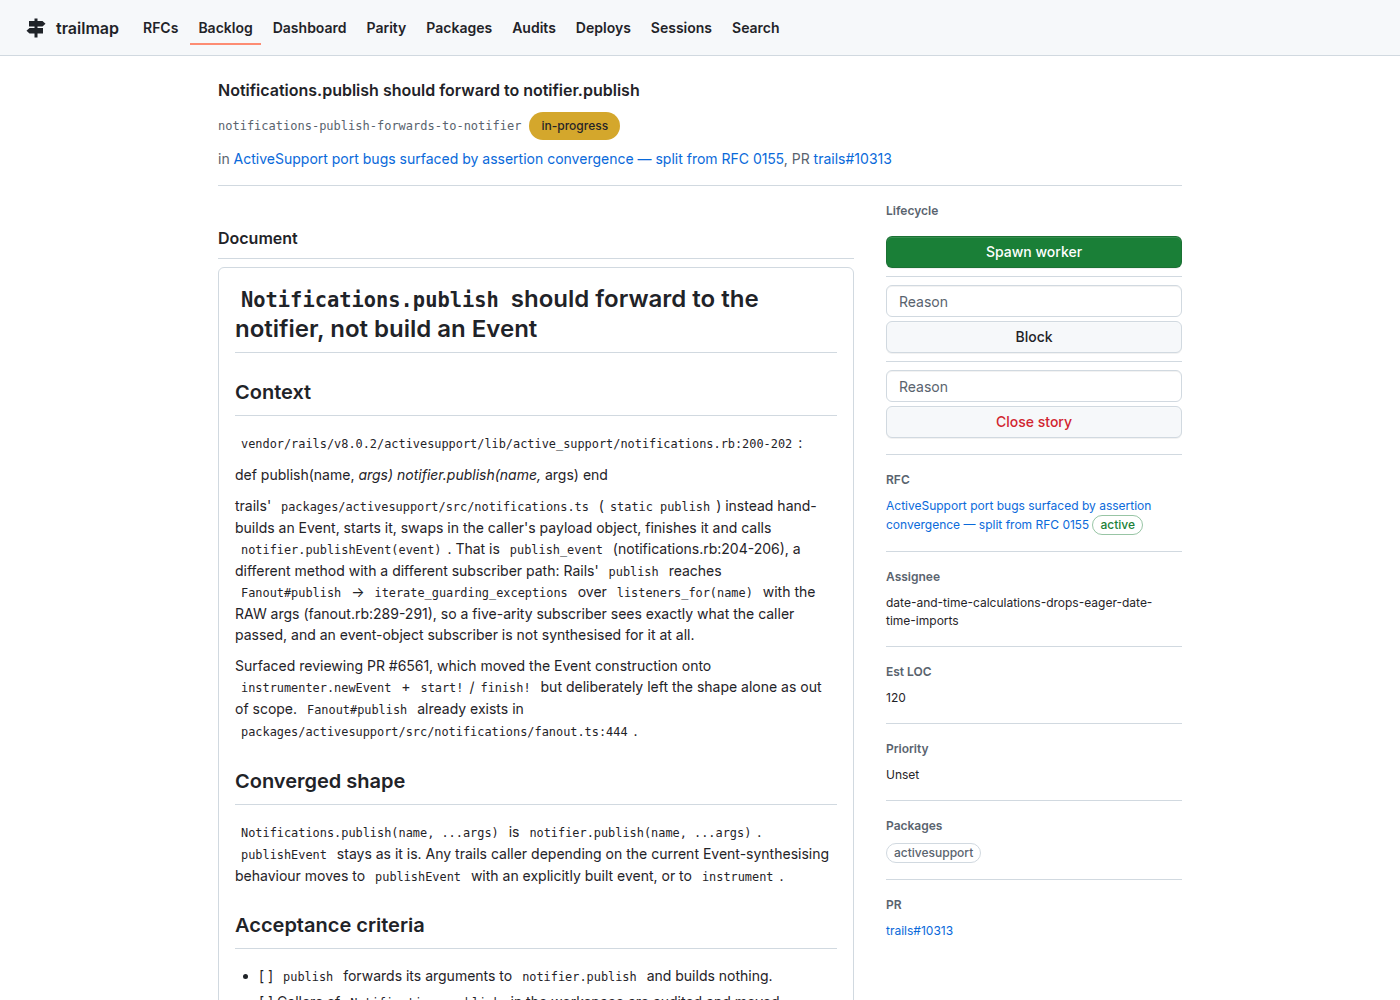 trailmap RFCs Backlog Dashboard Parity Packages Audits Deploys Sessions Search
Notifications.publish should forward to notifier.publish
notifications-publish-forwards-to-notifier in-progress
in ActiveSupport port bugs surfaced by assertion convergence — split from RFC 0155, PR trails#10313
Document
Notifications.publish should forward to the
notifier, not build an Event
Context
vendor/rails/v8.0.2/activesupport/lib/active_support/notifications.rb:200-202 :
def publish(name, args) notifier.publish(name, args) end
trails' packages/activesupport/src/notifications.ts ( static publish ) instead hand-
builds an Event, starts it, swaps in the caller's payload object, finishes it and calls
notifier.publishEvent(event) . That is publish_event (notifications.rb:204-206), a
different method with a different subscriber path: Rails' publish reaches
Fanout#publish → iterate_guarding_exceptions over listeners_for(name) with the
RAW args (fanout.rb:289-291), so a five-arity subscriber sees exactly what the caller
passed, and an event-object subscriber is not synthesised for it at all.
Surfaced reviewing PR #6561, which moved the Event construction onto
instrumenter.newEvent + start! / finish! but deliberately left the shape alone as out
of scope. Fanout#publish already exists in
packages/activesupport/src/notifications/fanout.ts:444 .
Converged shape
Notifications.publish(name, ...args) is notifier.publish(name, ...args) .
publishEvent stays as it is. Any trails caller depending on the current Event-synthesising
behaviour moves to publishEvent with an explicitly built event, or to instrument .
Acceptance criteria
[ ] publish forwards its arguments to notifier.publish and builds nothing.
[ ] Callers of Notifications.publish in the workspace are audited and moved
Lifecycle
Spawn worker
Reason
Block
Reason
Close story
RFC
ActiveSupport port bugs surfaced by assertion
convergence — split from RFC 0155 active
Assignee
date-and-time-calculations-drops-eager-date-
time-imports
Est LOC
120
Priority
Unset
Packages
activesupport
PR
trails#10313